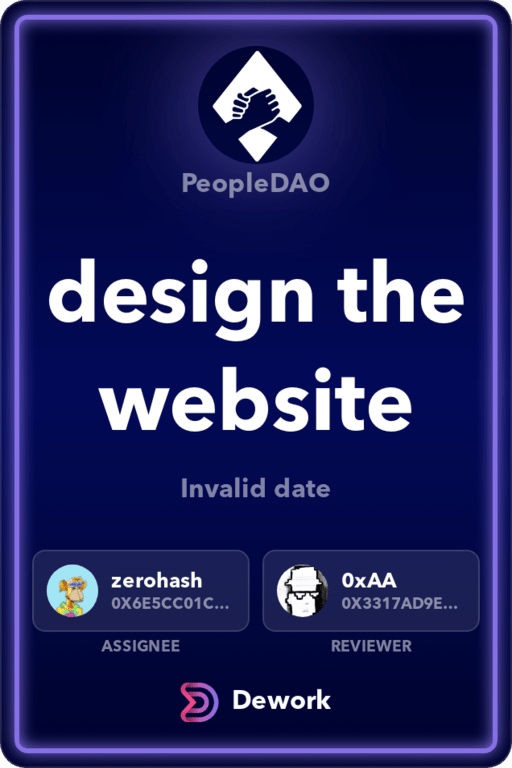 PeopleDAO
design the
website
Invalid date
zerohash
0X6E5CC01C...
ASSIGNEE
0xAA
0X3317AD9E...
REVIEWER
Dework